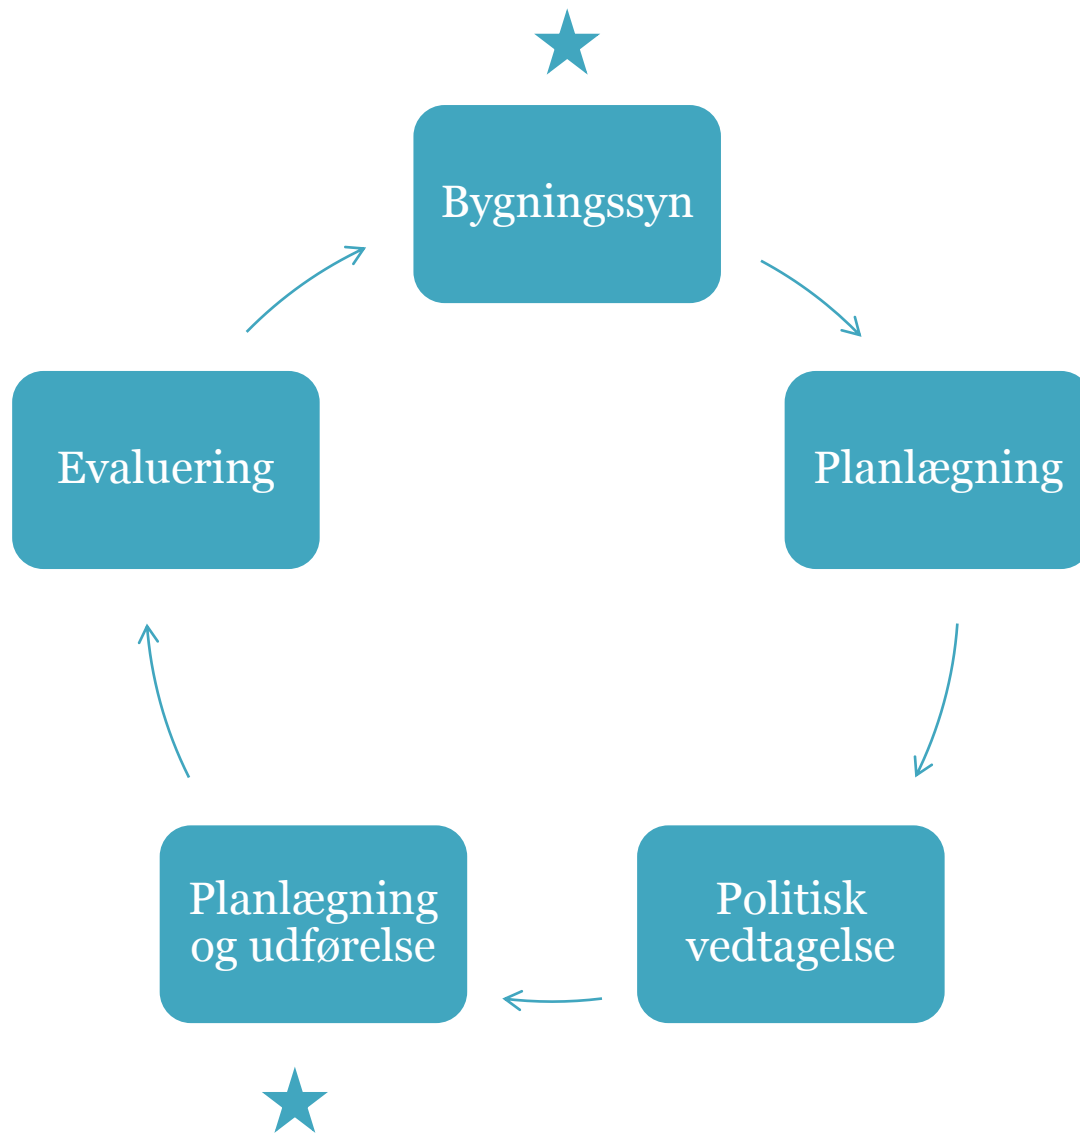 Bygningssyn
Planlægning
Politisk
vedtagelse
Planlægning
og udførelse
Evaluering